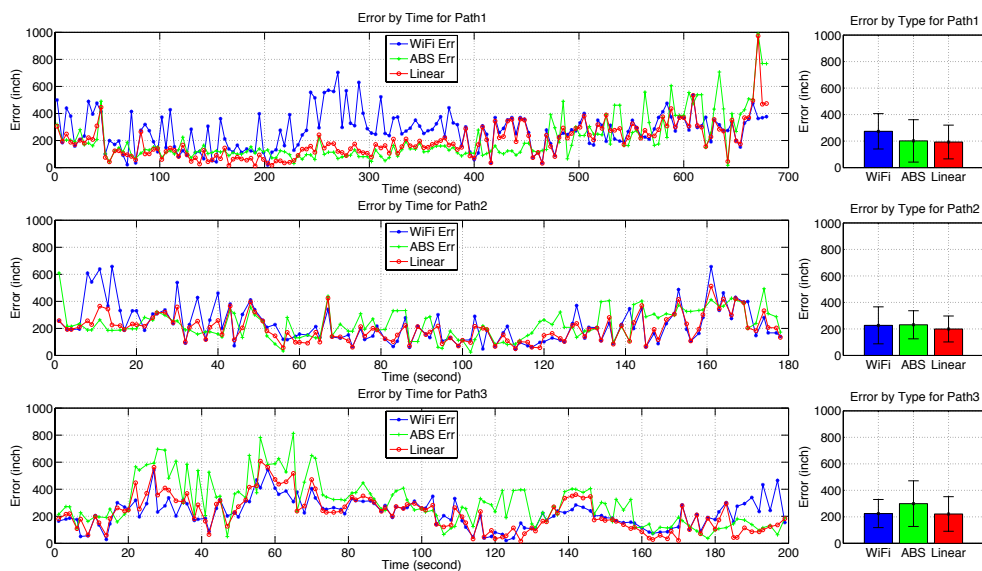 Error by Time for Path1
Error by Type for Path1
Error (inch)
1000
800
600
400
200
0
WiFi Err
ABS Err
Linear
0 100 200 300 400 500 600 700
Time (second)
Error (inch)
1000
800
600
400
200
0
WiFi ABS Linear
Error by Time for Path2
Error by Type for Path2
Error (inch)
1000
800
600
400
200
0
WiFi Err
ABS Err
Linear
0 20 40 60 80 100 120 140 160 180
Time (second)
Error (inch)
1000
800
600
400
200
0
WiFi ABS Linear
Error by Time for Path3
Error by Type for Path3
Error (inch)
1000
800
600
400
200
0
WiFi Err
ABS Err
Linear
0 20 40 60 80 100 120 140 160 180 200
Time (second)
Error (inch)
1000
800
600
400
200
0
WiFi ABS Linear